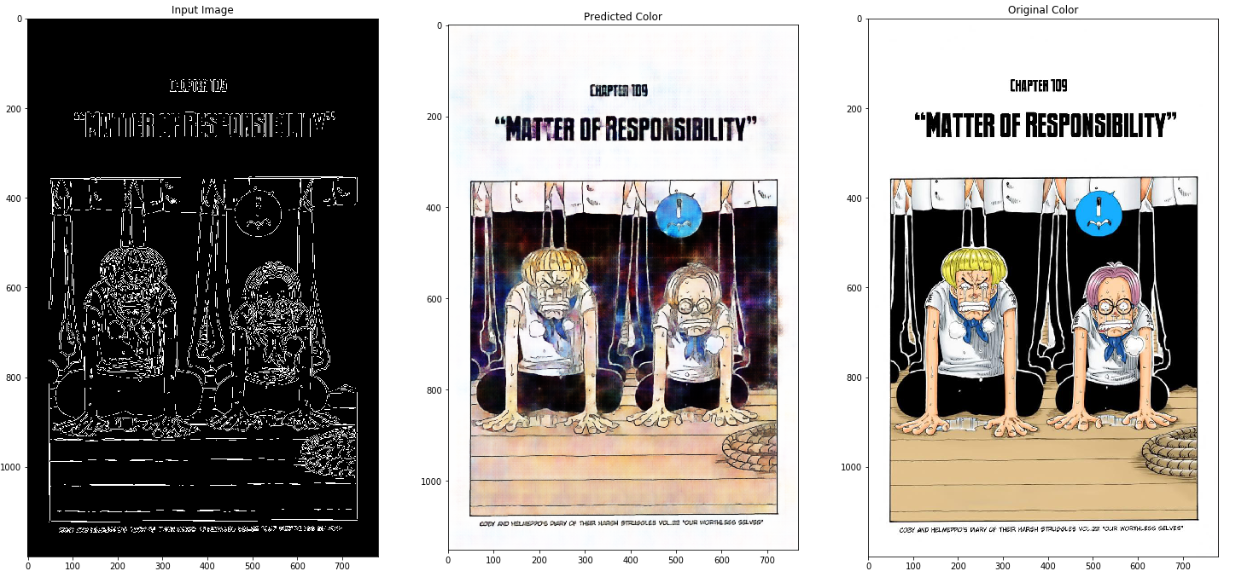 Input Image
CHAPTER 109
"MATTER OF RESPONSIBILITY"
0
200
400
600
800
1000
0 100 200 300 400 500 600 700
Predicted Color
CHAPTER 109
"MATTER OF RESPONSIBILITY"
COBY AND HELMEPPO'S DIARY OF THEIR HARSH STRUGGLES VOL.22 "OUR WORTHLESS SELVES"
0
200
400
600
800
1000
0 100 200 300 400 500 600 700
Original Color
CHAPTER 109
"MATTER OF RESPONSIBILITY"
COBY AND HELMEPPO'S DIARY OF THEIR HARSH STRUGGLES VOL.22 "OUR WORTHLESS SELVES"
0
200
400
600
800
1000
0 100 200 300 400 500 600 700